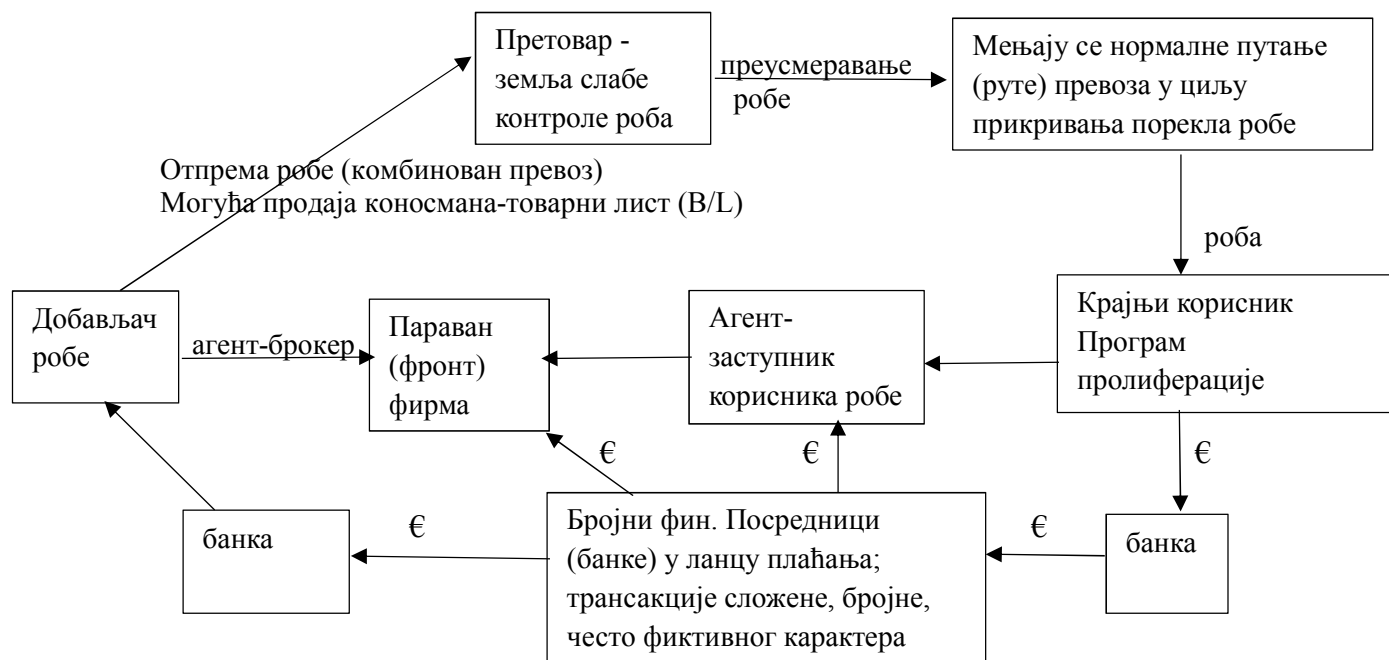 Претовар -
земља слабе
контроле роба
преусмеравање
робе
Мењају се нормалне путање
(руте) превоза у циљу
прикривања порекла робе
Отпрема робе (комбинован превоз)
Могућа продаја коносмана-товарни лист (B/L)
роба
Добављач
робе
агент-брокер
Параван
(фронт)
фирма
Агент-
заступник
корисника робе
Крајњи корисник
Програм
пролиферације
€
€
€
банка
€
Бројни фин. Посредници
(банке) у ланцу плаћања;
трансакције сложене, бројне,
често фиктивног карактера
€
банка